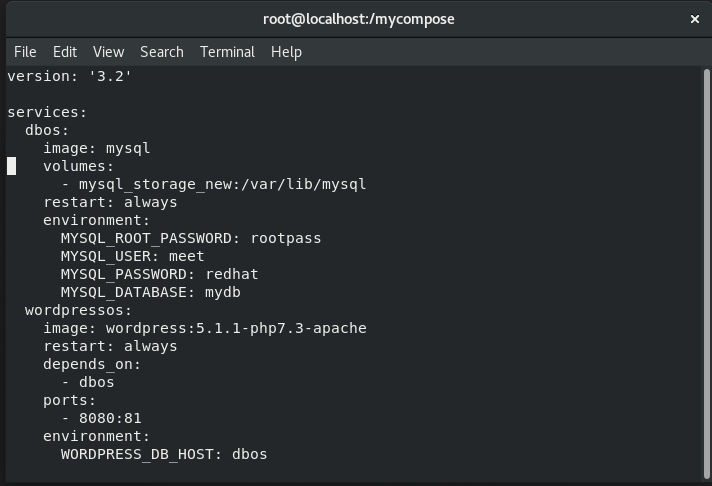 root@localhost:/mycompose
×
File Edit View Search Terminal Help
version: '3.2'

services:
  dbos:
    image: mysql
    volumes:
      - mysql_storage_new:/var/lib/mysql
    restart: always
    environment:
      MYSQL_ROOT_PASSWORD: rootpass
      MYSQL_USER: meet
      MYSQL_PASSWORD: redhat
      MYSQL_DATABASE: mydb
  wordpressos:
    image: wordpress:5.1.1-php7.3-apache
    restart: always
    depends_on:
      - dbos
    ports:
      - 8080:81
    environment:
      WORDPRESS_DB_HOST: dbos